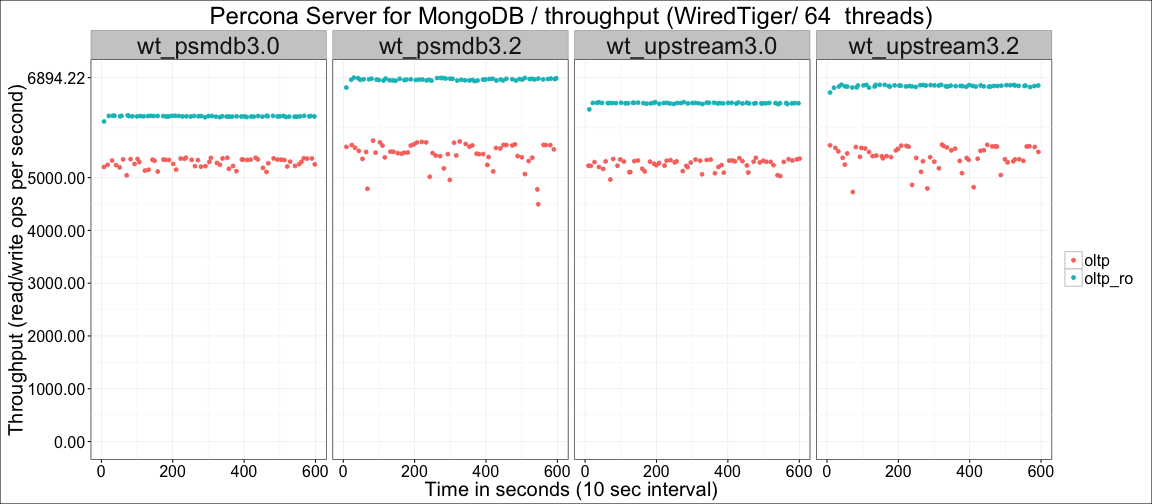 Percona Server for MongoDB / throughput (WiredTiger/ 64  threads)
wt_psmdb3.0 wt_psmdb3.2 wt_upstream3.0 wt_upstream3.2
Throughput (read/write ops per second)
6894.22
5000.00
4000.00
3000.00
2000.00
1000.00
0.00
oltp
oltp_ro
0 200 400 600 0 200 400 600 0 200 400 600 0 200 400 600
Time in seconds (10 sec interval)